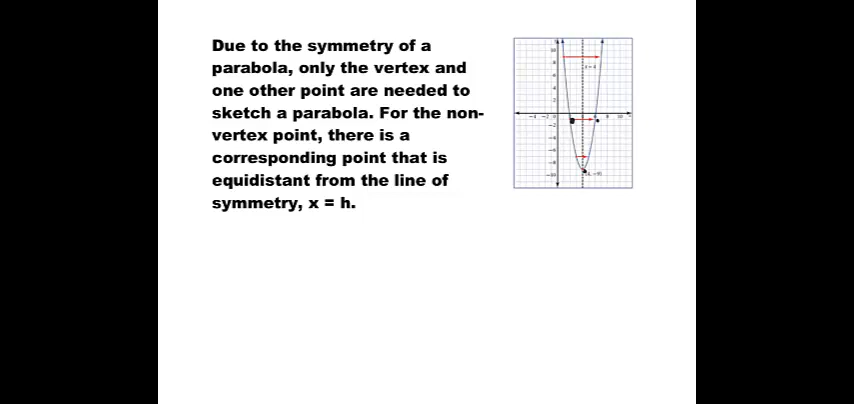 Due to the symmetry of a
parabola, only the vertex and
one other point are needed to
sketch a parabola. For the non-
vertex point, there is a
corresponding point that is
equidistant from the line of
symmetry, x = h.